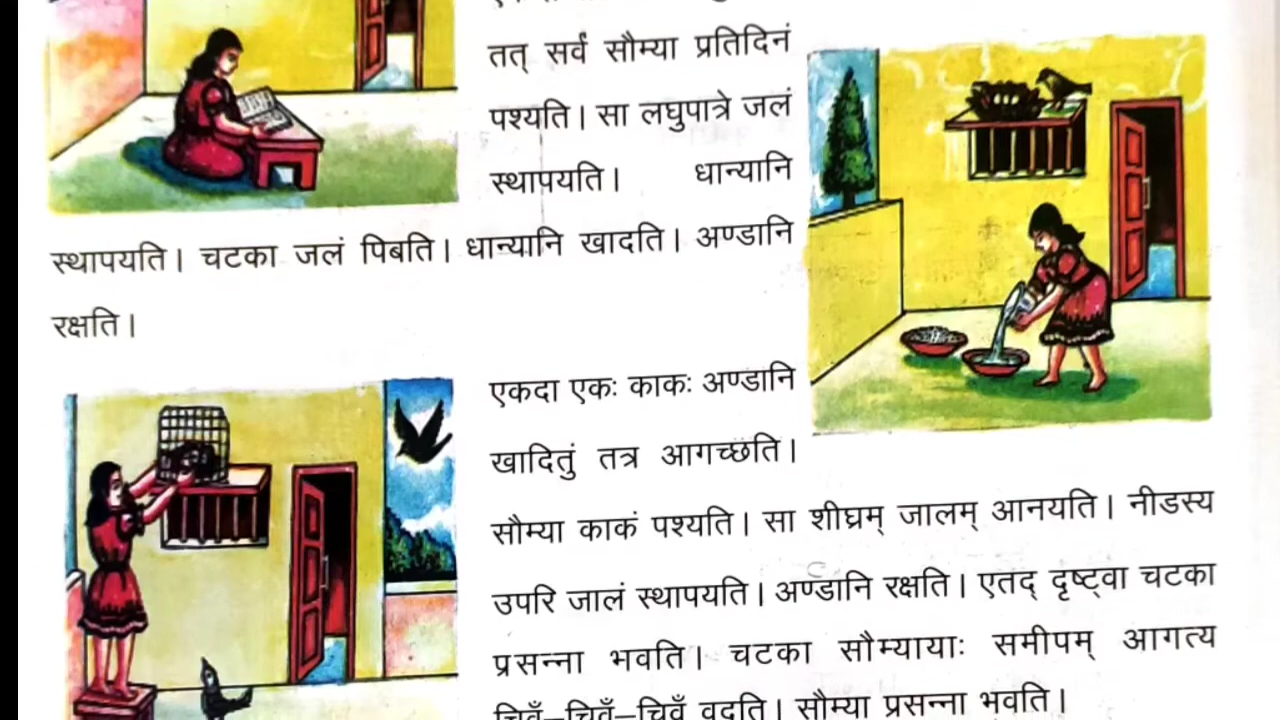 तत् सर्वं सौम्या प्रतिदिनं
पश्यति। सा लघुपात्रे जलं
स्थापयति। धान्यानि
स्थापयति। चटका जलं पिबति। धान्यानि खादति। अण्डानि
रक्षति।
एकदा एकः काकः अण्डानि
खादितुं तत्र आगच्छति।
सौम्या काकं पश्यति। सा शीघ्रम् जालम् आनयति। नीडस्य
उपरि जालं स्थापयति। अण्डानि रक्षति। एतद् दृष्ट्वा चटका
प्रसन्ना भवति। चटका सौम्यायाः समीपम् आगत्य
चिवँ–चिवँ–चिवँ वदति। सौम्या प्रसन्ना भवति।